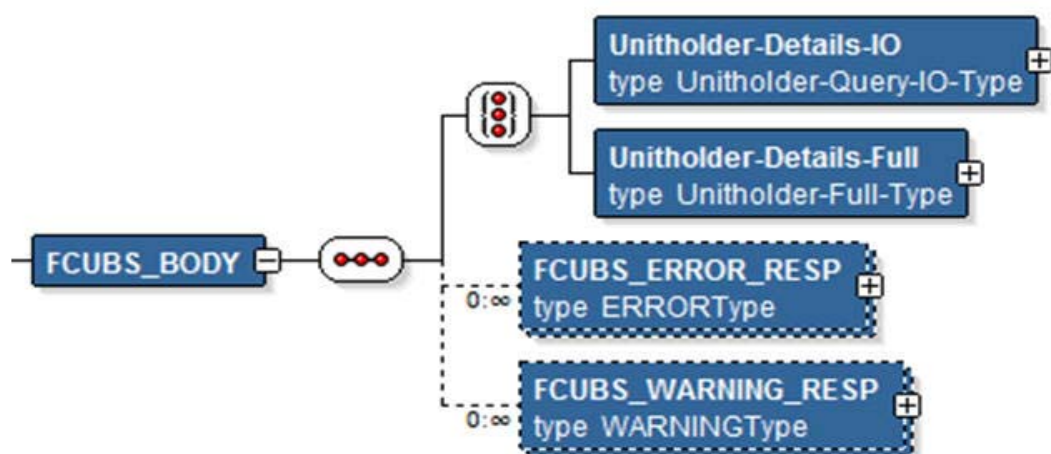 Unitholder-Details-IO
type Unitholder-Query-IO-Type
Unitholder-Details-Full
type Unitholder-Full-Type
FCUBS_BODY
FCUBS_ERROR_RESP
0:∞
type ERRORType
FCUBS_WARNING_RESP
0:∞
type WARNINGType